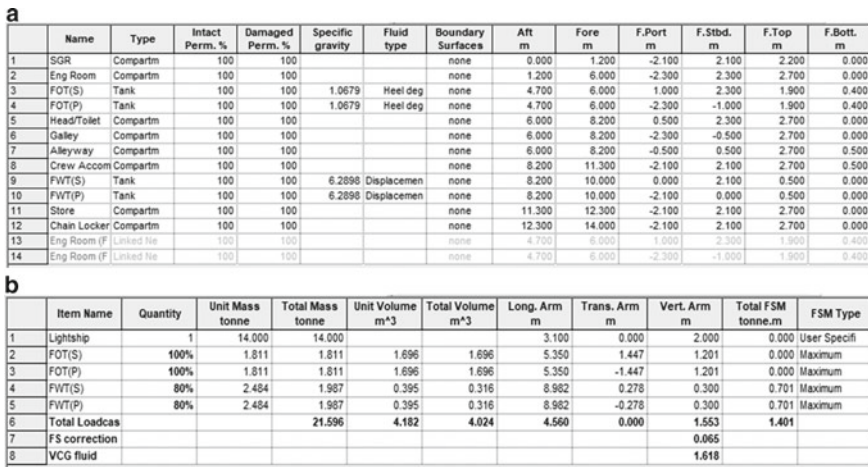 a
Name Type Intact Perm. % Damaged Perm. % Specific gravity Fluid type Boundary Surfaces Aft m Fore m F.Port m F.Stbd. m F.Top m F.Bott. m
1 SGR Compartm 100 100 none 0.000 1.200 -2.100 2.100 2.200 0.000
2 Eng Room Compartm 100 100 none 1.200 6.000 -2.300 2.300 2.700 0.000
3 FOT(S) Tank 100 100 1.0679 Heel deg none 4.700 6.000 1.000 2.300 1.900 0.400
4 FOT(P) Tank 100 100 1.0679 Heel deg none 4.700 6.000 -2.300 -1.000 1.900 0.400
5 Head/Toilet Compartm 100 100 none 6.000 8.200 0.500 2.300 2.700 0.000
6 Galley Compartm 100 100 none 6.000 8.200 -2.300 -0.500 2.700 0.000
7 Alleyway Compartm 100 100 none 6.000 8.200 -0.500 0.500 2.700 0.500
8 Crew Accom Compartm 100 100 none 8.200 11.300 -2.100 2.100 2.700 0.500
9 FWT(S) Tank 100 100 6.2898 Displacemen none 8.200 10.000 0.000 2.100 0.500 0.000
10 FWT(P) Tank 100 100 6.2898 Displacemen none 8.200 10.000 -2.100 0.000 0.500 0.000
11 Store Compartm 100 100 none 11.300 12.300 -2.100 2.100 2.700 0.000
12 Chain Locker Compartm 100 100 none 12.300 14.000 -2.100 2.100 2.700 0.000
13 Eng Room (F Linked Ne 100 100 none 4.700 6.000 1.000 2.300 1.900 0.400
14 Eng Room (F Linked Ne 100 100 none 4.700 6.000 -2.300 -1.000 1.900 0.400
b
Item Name Quantity Unit Mass tonne Total Mass tonne Unit Volume m^3 Total Volume m^3 Long. Arm m Trans. Arm m Vert. Arm m Total FSM tonne.m FSM Type
1 Lightship 1 14.000 14.000 3.100 0.000 2.000 0.000 User Specifi
2 FOT(S) 100% 1.811 1.811 1.696 1.696 5.350 1.447 1.201 0.000 Maximum
3 FOT(P) 100% 1.811 1.811 1.696 1.696 5.350 -1.447 1.201 0.000 Maximum
4 FWT(S) 80% 2.484 1.987 0.395 0.316 8.982 0.278 0.300 0.701 Maximum
5 FWT(P) 80% 2.484 1.987 0.395 0.316 8.982 -0.278 0.300 0.701 Maximum
6 Total Loadcas 21.596 4.182 4.024 4.560 0.000 1.553 1.401
7 FS correction 0.065
8 VCG fluid 1.618